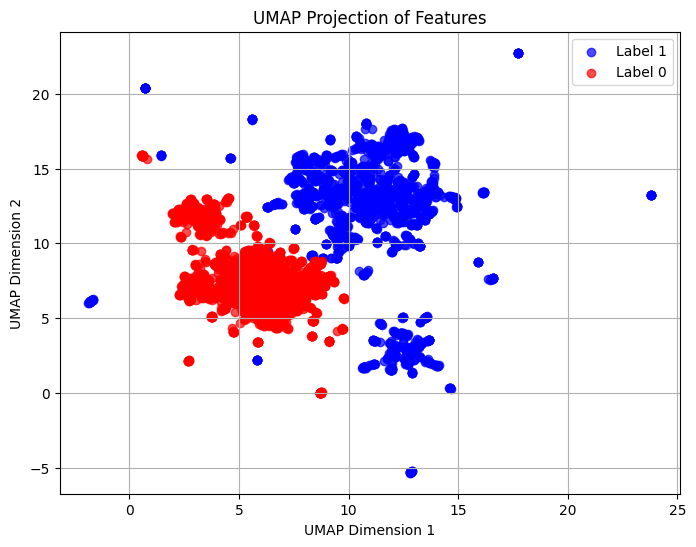 UMAP Projection of Features
Label 1
Label 0
UMAP Dimension 2
20
15
10
5
0
−5
0
5
10
15
20
25
UMAP Dimension 1